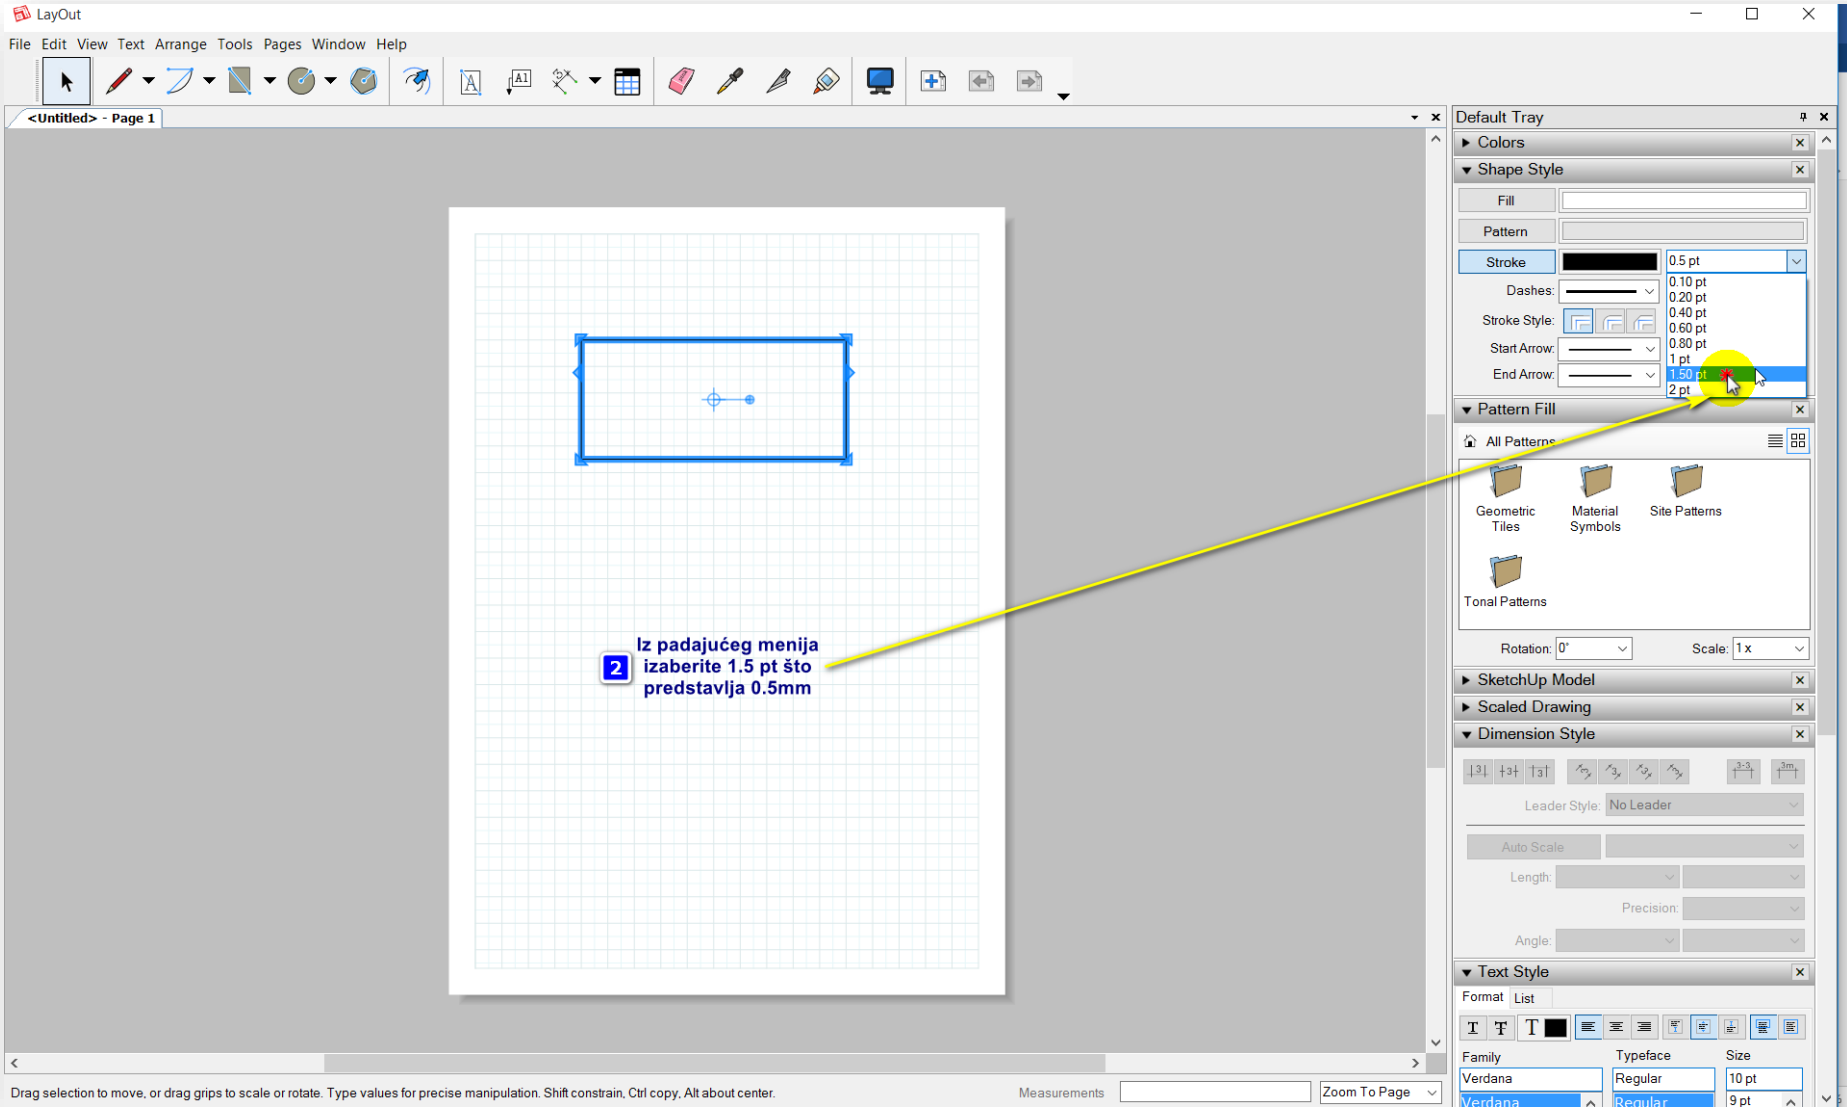 LayOut
File Edit View Text Arrange Tools Pages Window Help
<Untitled> - Page 1
Default Tray
Colors
Shape Style
Fill
Pattern
Stroke
0.5 pt
0.10 pt
Dashes:
0.20 pt
0.40 pt
Stroke Style:
0.60 pt
0.80 pt
Start Arrow:
1 pt
End Arrow:
1.50 pt
2 pt
Pattern Fill
All Patterns
Geometric Tiles
Material Symbols
Site Patterns
Tonal Patterns
Rotation: 0° Scale: 1x
2
Iz padajućeg menija
izaberite 1.5 pt što
predstavlja 0.5mm
SketchUp Model
Scaled Drawing
Dimension Style
Leader Style: No Leader
Auto Scale
Length:
Precision:
Angle:
Text Style
Format List
Family Typeface Size
Verdana Regular 10 pt
Verdana Regular 9 pt
Drag selection to move, or drag grips to scale or rotate. Type values for precise manipulation. Shift constrain, Ctrl copy, Alt about center.
Measurements
Zoom To Page